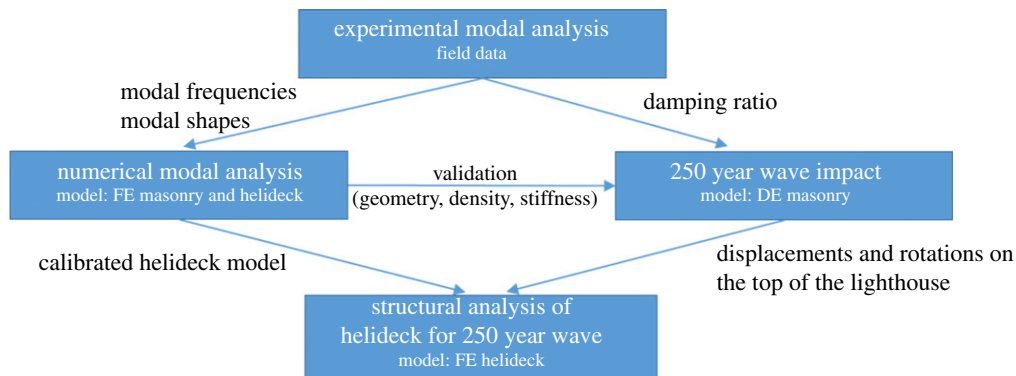 experimental modal analysis
field data
modal frequencies
modal shapes
damping ratio
numerical modal analysis
model: FE masonry and helideck
validation
(geometry, density, stiffness)
250 year wave impact
model: DE masonry
calibrated helideck model
displacements and rotations on
the top of the lighthouse
structural analysis of
helideck for 250 year wave
model: FE helideck